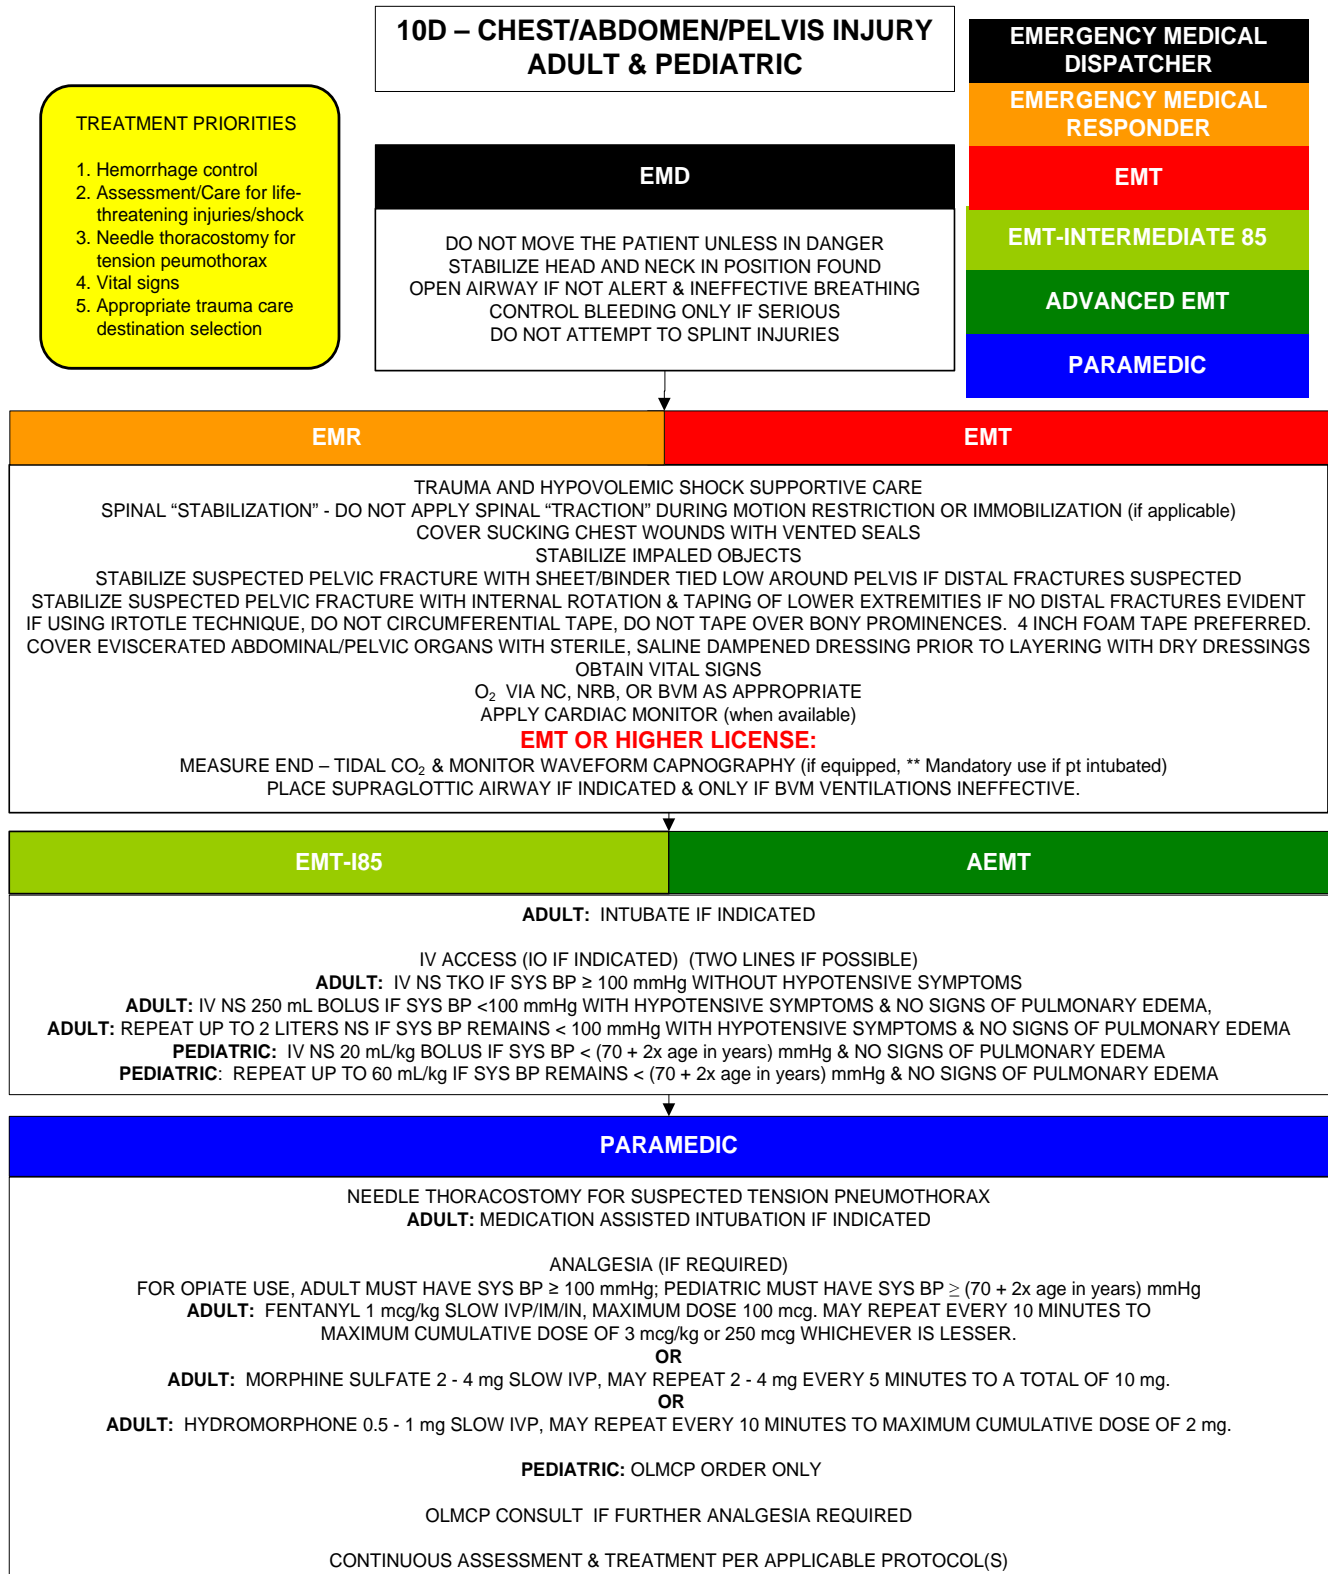 10D – CHEST/ABDOMEN/PELVIS INJURY
ADULT & PEDIATRIC
EMERGENCY MEDICAL
DISPATCHER
EMERGENCY MEDICAL
RESPONDER
EMT
EMT-INTERMEDIATE 85
ADVANCED EMT
PARAMEDIC
TREATMENT PRIORITIES
1. Hemorrhage control
2. Assessment/Care for life-
threatening injuries/shock
3. Needle thoracostomy for
tension peumothorax
4. Vital signs
5. Appropriate trauma care
destination selection
EMD
DO NOT MOVE THE PATIENT UNLESS IN DANGER
STABILIZE HEAD AND NECK IN POSITION FOUND
OPEN AIRWAY IF NOT ALERT & INEFFECTIVE BREATHING
CONTROL BLEEDING ONLY IF SERIOUS
DO NOT ATTEMPT TO SPLINT INJURIES
EMR
EMT
TRAUMA AND HYPOVOLEMIC SHOCK SUPPORTIVE CARE
SPINAL “STABILIZATION” - DO NOT APPLY SPINAL “TRACTION” DURING MOTION RESTRICTION OR IMMOBILIZATION (if applicable)
COVER SUCKING CHEST WOUNDS WITH VENTED SEALS
STABILIZE IMPALED OBJECTS
STABILIZE SUSPECTED PELVIC FRACTURE WITH SHEET/BINDER TIED LOW AROUND PELVIS IF DISTAL FRACTURES SUSPECTED
STABILIZE SUSPECTED PELVIC FRACTURE WITH INTERNAL ROTATION & TAPING OF LOWER EXTREMITIES IF NO DISTAL FRACTURES EVIDENT
IF USING IRTOTLE TECHNIQUE, DO NOT CIRCUMFERENTIAL TAPE, DO NOT TAPE OVER BONY PROMINENCES.  4 INCH FOAM TAPE PREFERRED.
COVER EVISCERATED ABDOMINAL/PELVIC ORGANS WITH STERILE, SALINE DAMPENED DRESSING PRIOR TO LAYERING WITH DRY DRESSINGS
OBTAIN VITAL SIGNS
O₂ VIA NC, NRB, OR BVM AS APPROPRIATE
APPLY CARDIAC MONITOR (when available)
EMT OR HIGHER LICENSE:
MEASURE END – TIDAL CO₂ & MONITOR WAVEFORM CAPNOGRAPHY (if equipped, ** Mandatory use if pt intubated)
PLACE SUPRAGLOTTIC AIRWAY IF INDICATED & ONLY IF BVM VENTILATIONS INEFFECTIVE.
EMT-I85
AEMT
ADULT: INTUBATE IF INDICATED
IV ACCESS (IO IF INDICATED) (TWO LINES IF POSSIBLE)
ADULT: IV NS TKO IF SYS BP ≥ 100 mmHg WITHOUT HYPOTENSIVE SYMPTOMS
ADULT: IV NS 250 mL BOLUS IF SYS BP <100 mmHg WITH HYPOTENSIVE SYMPTOMS & NO SIGNS OF PULMONARY EDEMA,
ADULT: REPEAT UP TO 2 LITERS NS IF SYS BP REMAINS < 100 mmHg WITH HYPOTENSIVE SYMPTOMS & NO SIGNS OF PULMONARY EDEMA
PEDIATRIC: IV NS 20 mL/kg BOLUS IF SYS BP < (70 + 2x age in years) mmHg & NO SIGNS OF PULMONARY EDEMA
PEDIATRIC: REPEAT UP TO 60 mL/kg IF SYS BP REMAINS < (70 + 2x age in years) mmHg & NO SIGNS OF PULMONARY EDEMA
PARAMEDIC
NEEDLE THORACOSTOMY FOR SUSPECTED TENSION PNEUMOTHORAX
ADULT: MEDICATION ASSISTED INTUBATION IF INDICATED
ANALGESIA (IF REQUIRED)
FOR OPIATE USE, ADULT MUST HAVE SYS BP ≥ 100 mmHg; PEDIATRIC MUST HAVE SYS BP ≥ (70 + 2x age in years) mmHg
ADULT: FENTANYL 1 mcg/kg SLOW IVP/IM/IN, MAXIMUM DOSE 100 mcg. MAY REPEAT EVERY 10 MINUTES TO
MAXIMUM CUMULATIVE DOSE OF 3 mcg/kg or 250 mcg WHICHEVER IS LESSER.
OR
ADULT: MORPHINE SULFATE 2 - 4 mg SLOW IVP, MAY REPEAT 2 - 4 mg EVERY 5 MINUTES TO A TOTAL OF 10 mg.
OR
ADULT: HYDROMORPHONE 0.5 - 1 mg SLOW IVP, MAY REPEAT EVERY 10 MINUTES TO MAXIMUM CUMULATIVE DOSE OF 2 mg.
PEDIATRIC: OLMCP ORDER ONLY
OLMCP CONSULT IF FURTHER ANALGESIA REQUIRED
CONTINUOUS ASSESSMENT & TREATMENT PER APPLICABLE PROTOCOL(S)